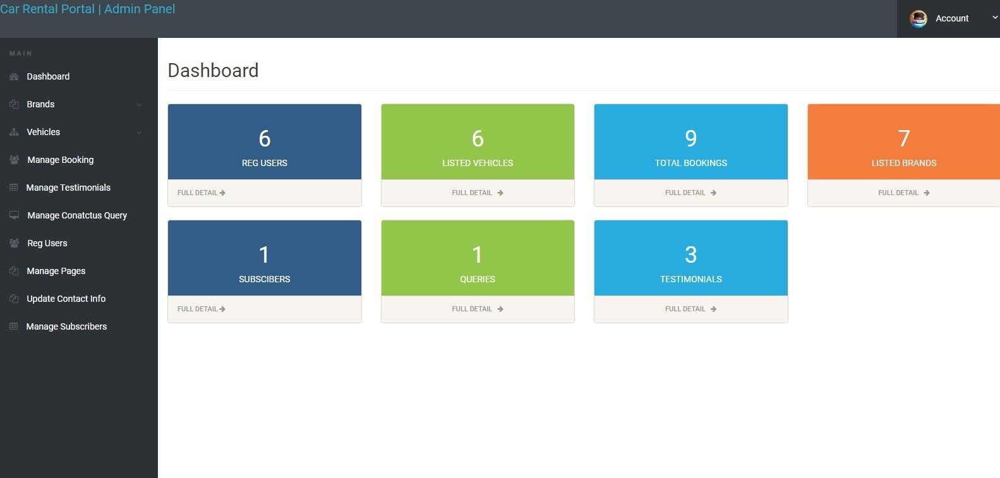 Car Rental Portal | Admin Panel
Account
MAIN
Dashboard
Brands
Vehicles
Manage Booking
Manage Testimonials
Manage Conatctus Query
Reg Users
Manage Pages
Update Contact Info
Manage Subscribers
Dashboard
6
REG USERS
FULL DETAIL
6
LISTED VEHICLES
FULL DETAIL
9
TOTAL BOOKINGS
FULL DETAIL
7
LISTED BRANDS
FULL DETAIL
1
SUBSCIBERS
FULL DETAIL
1
QUERIES
FULL DETAIL
3
TESTIMONIALS
FULL DETAIL